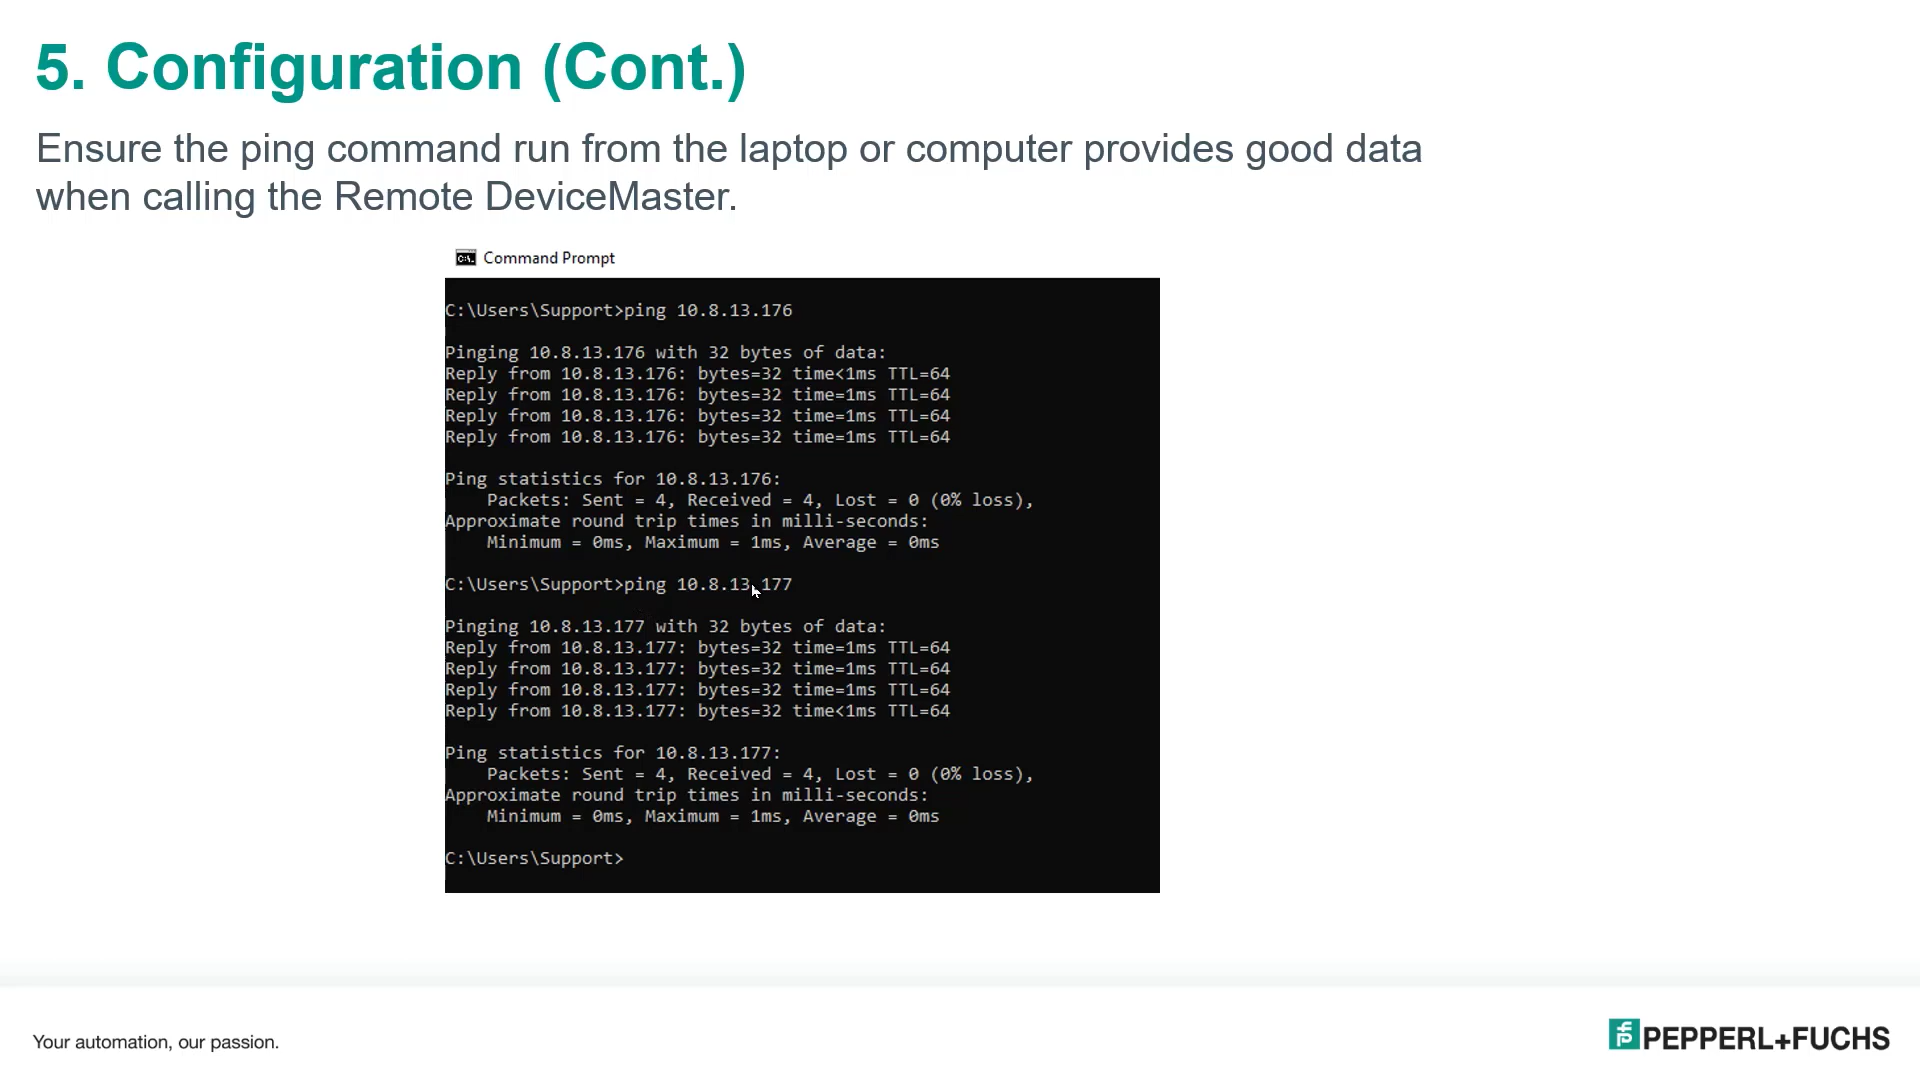 5. Configuration (Cont.)
Ensure the ping command run from the laptop or computer provides good data
when calling the Remote DeviceMaster.
C:\. Command Prompt
C:\Users\Support>ping 10.8.13.176
Pinging 10.8.13.176 with 32 bytes of data:
Reply from 10.8.13.176: bytes=32 time<1ms TTL=64
Reply from 10.8.13.176: bytes=32 time=1ms TTL=64
Reply from 10.8.13.176: bytes=32 time=1ms TTL=64
Reply from 10.8.13.176: bytes=32 time=1ms TTL=64
Ping statistics for 10.8.13.176:
Packets: Sent = 4, Received = 4, Lost = 0 (0% loss),
Approximate round trip times in milli-seconds:
Minimum = 0ms, Maximum = 1ms, Average = 0ms
C:\Users\Support>ping 10.8.13.177
Pinging 10.8.13.177 with 32 bytes of data:
Reply from 10.8.13.177: bytes=32 time=1ms TTL=64
Reply from 10.8.13.177: bytes=32 time=1ms TTL=64
Reply from 10.8.13.177: bytes=32 time=1ms TTL=64
Reply from 10.8.13.177: bytes=32 time<1ms TTL=64
Ping statistics for 10.8.13.177:
Packets: Sent = 4, Received = 4, Lost = 0 (0% loss),
Approximate round trip times in milli-seconds:
Minimum = 0ms, Maximum = 1ms, Average = 0ms
C:\Users\Support>
Your automation, our passion.
PEPPERL+FUCHS